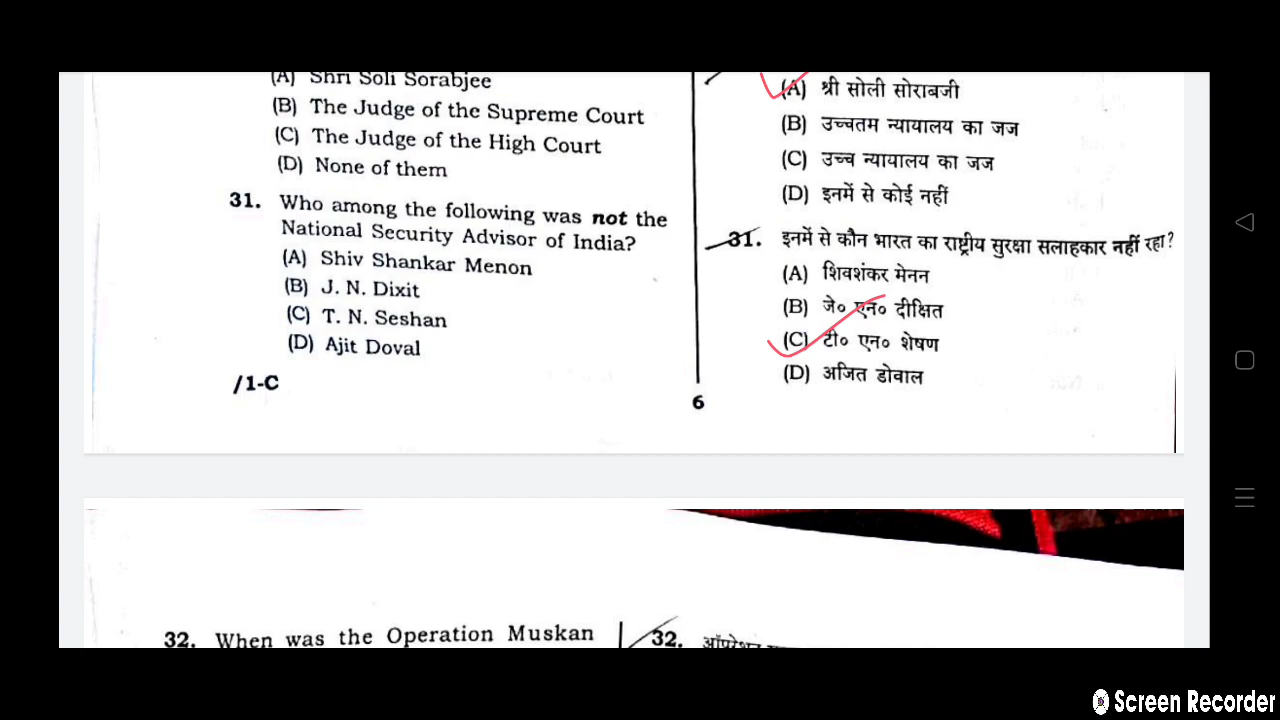 (A) Shri Soli Sorabjee
(B) The Judge of the Supreme Court
(C) The Judge of the High Court
(D) None of them
31. Who among the following was not the
National Security Advisor of India?
(A) Shiv Shankar Menon
(B) J. N. Dixit
(C) T. N. Seshan
(D) Ajit Doval
/1-C
6
(A) श्री सोली सोराबजी
(B) उच्चतम न्यायालय का जज
(C) उच्च न्यायालय का जज
(D) इनमें से कोई नहीं
31. इनमें से कौन भारत का राष्ट्रीय सुरक्षा सलाहकार नहीं रहा?
(A) शिवशंकर मेनन
(B) जे० एन० दीक्षित
(C) टी० एन० शेषण
(D) अजित डोवाल
32. When was the Operation Muskan
32. ऑपरेशन
Screen Recorder